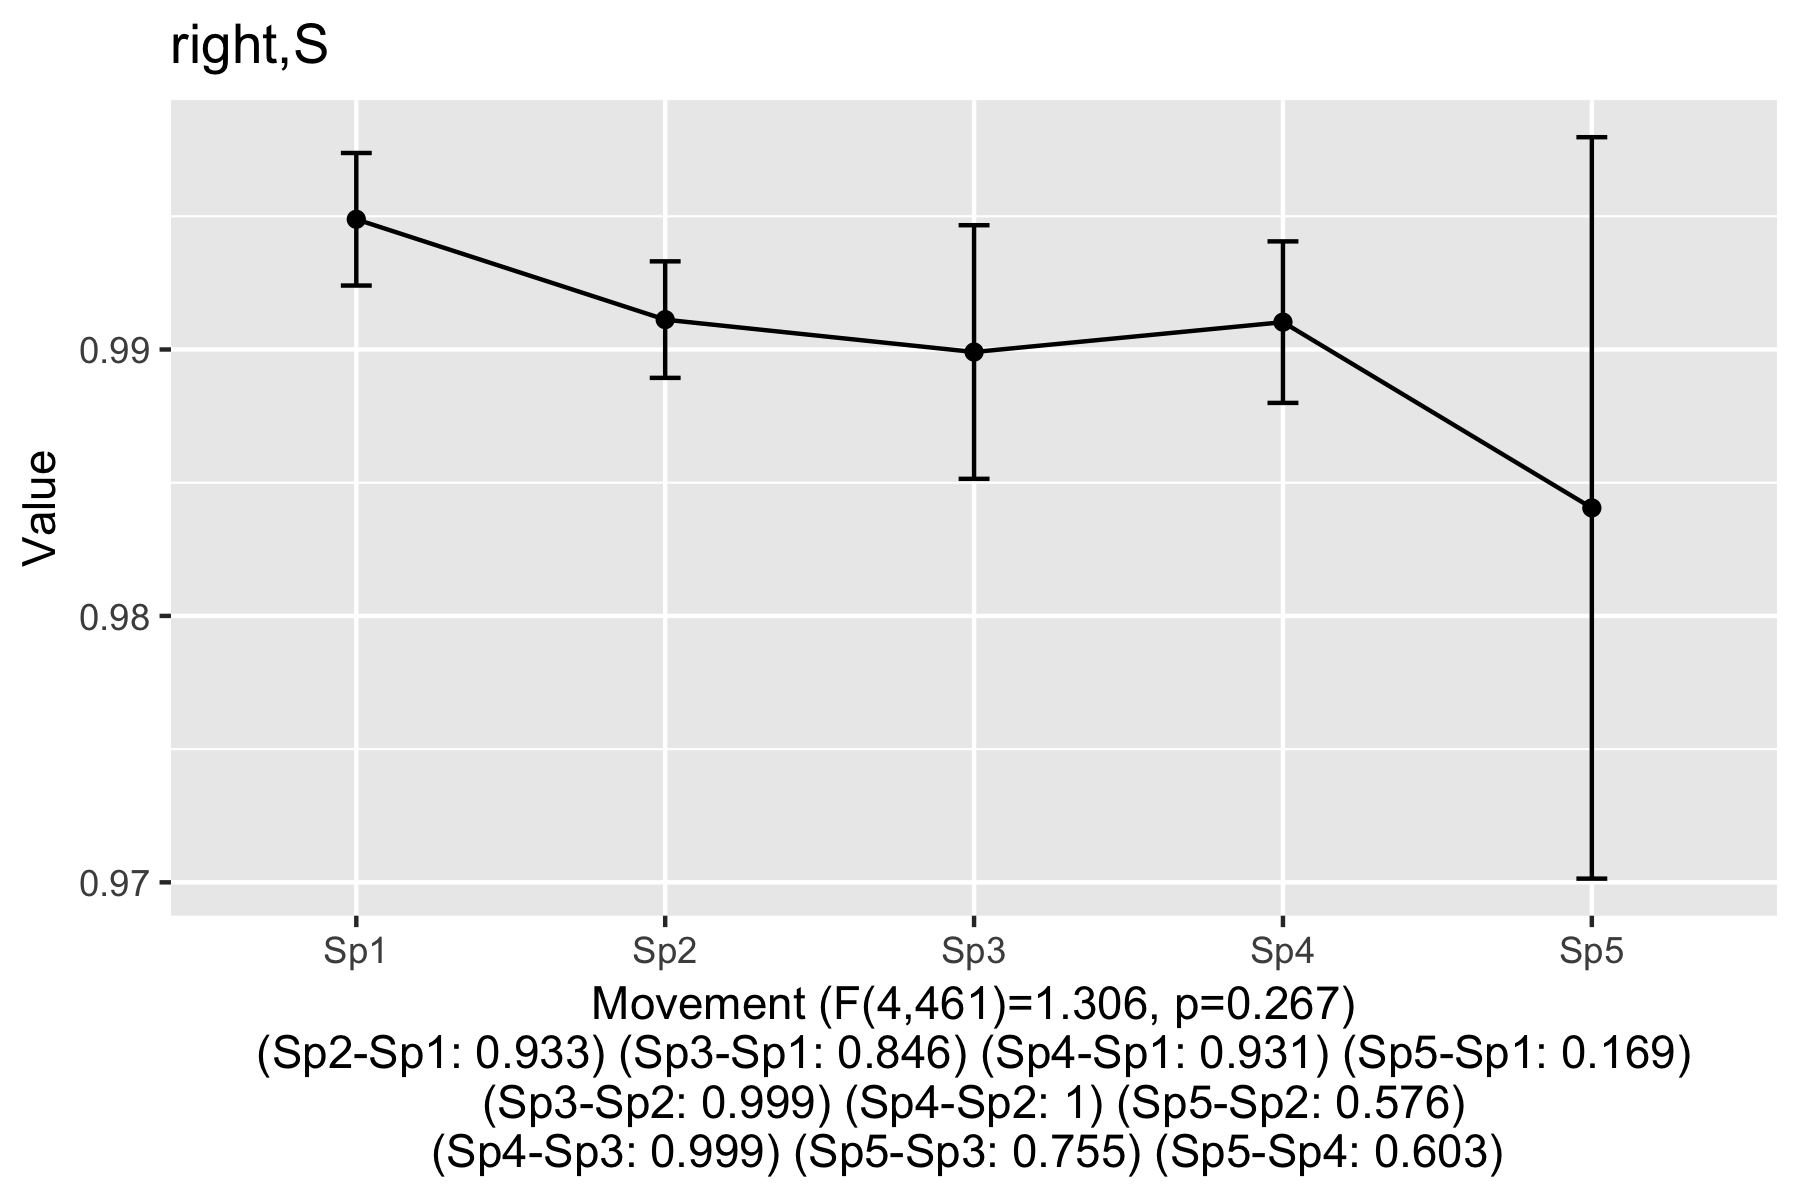 right,S
Value
0.99
0.98
0.97
Sp1 Sp2 Sp3 Sp4 Sp5
Movement (F(4,461)=1.306, p=0.267)
(Sp2-Sp1: 0.933) (Sp3-Sp1: 0.846) (Sp4-Sp1: 0.931) (Sp5-Sp1: 0.169)
(Sp3-Sp2: 0.999) (Sp4-Sp2: 1) (Sp5-Sp2: 0.576)
(Sp4-Sp3: 0.999) (Sp5-Sp3: 0.755) (Sp5-Sp4: 0.603)